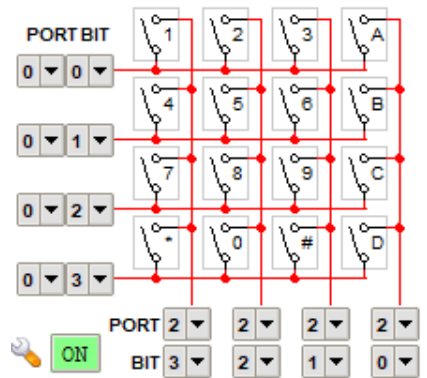 1 2 3 A
PORT BIT
0 0
4 5 6 B
0 1
7 8 9 C
0 2
* 0 # D
0 3
PORT 2 2 2 2
ON BIT 3 2 1 0